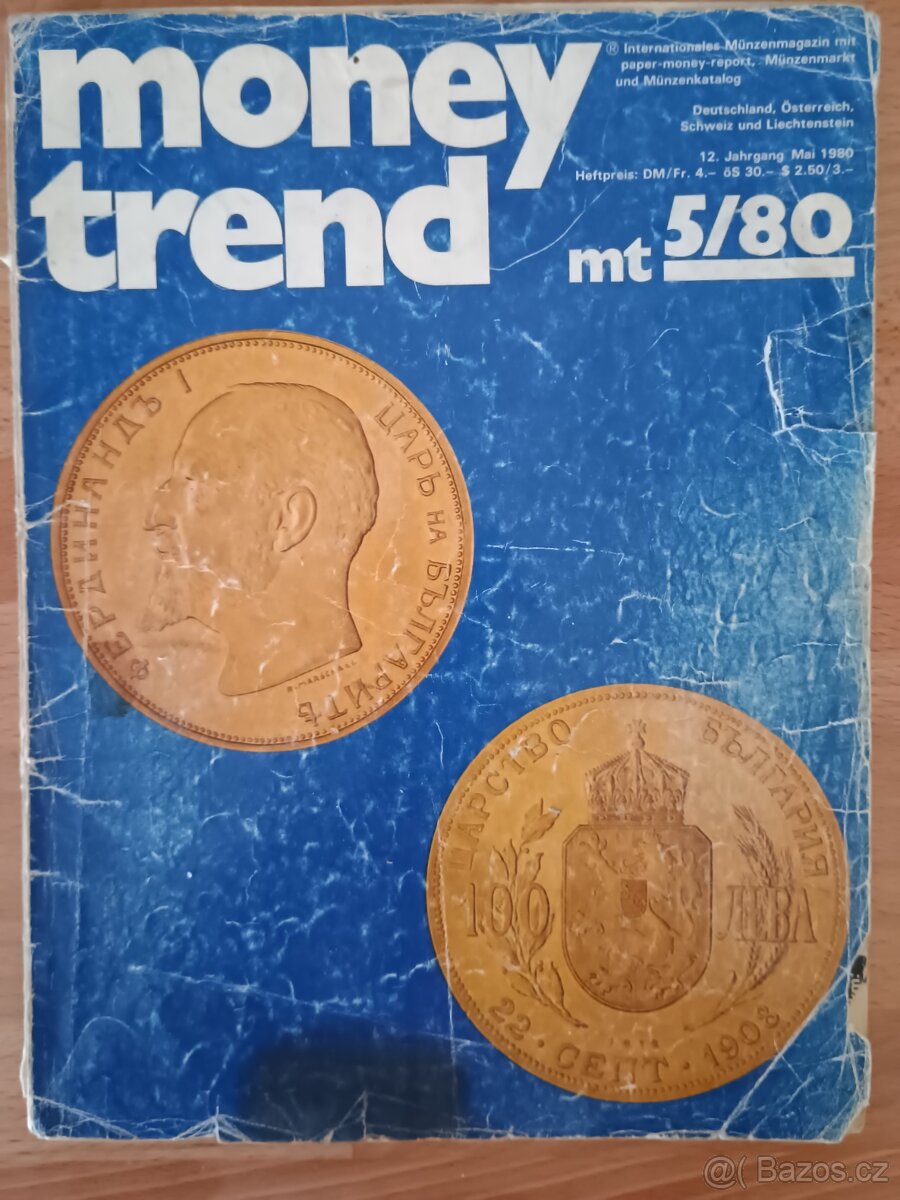 money
trend
® Internationales Münzenmagazin mit
paper-money-report, Münzenmarkt
und Münzenkatalog
Deutschland, Österreich,
Schweiz und Liechtenstein
12. Jahrgang Mai 1980
Heftpreis: DM/Fr. 4.– öS 30.– $ 2.50/3.–
mt 5/80
ФЕРДИНАНДЪ I ЦАРЬ НА БЪЛГАРИТѢ
S. MARSCHALL
ЦАРСТВО БЪЛГАРИЯ
100 ЛЕВА
1912
22. СЕПТ. 1908
@( Bazos.cz